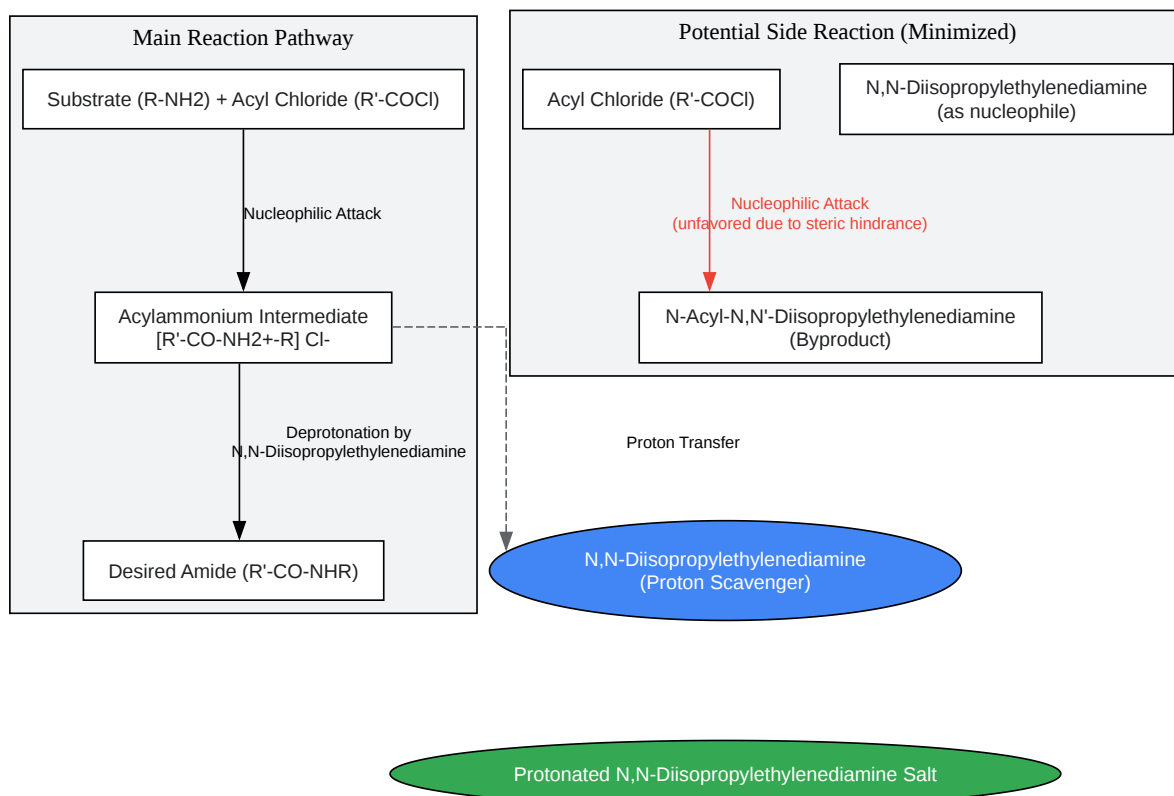 Main Reaction Pathway
Substrate (R-NH2) + Acyl Chloride (R'-COCl)
Nucleophilic Attack
Acylammonium Intermediate
[R'-CO-NH2+-R] Cl-
Deprotonation by
N,N-Diisopropylethylenediamine
Desired Amide (R'-CO-NHR)
Potential Side Reaction (Minimized)
Acyl Chloride (R'-COCl)
N,N-Diisopropylethylenediamine
(as nucleophile)
Nucleophilic Attack
(unfavored due to steric hindrance)
N-Acyl-N,N'-Diisopropylethylenediamine
(Byproduct)
Proton Transfer
N,N-Diisopropylethylenediamine
(Proton Scavenger)
Protonated N,N-Diisopropylethylenediamine Salt